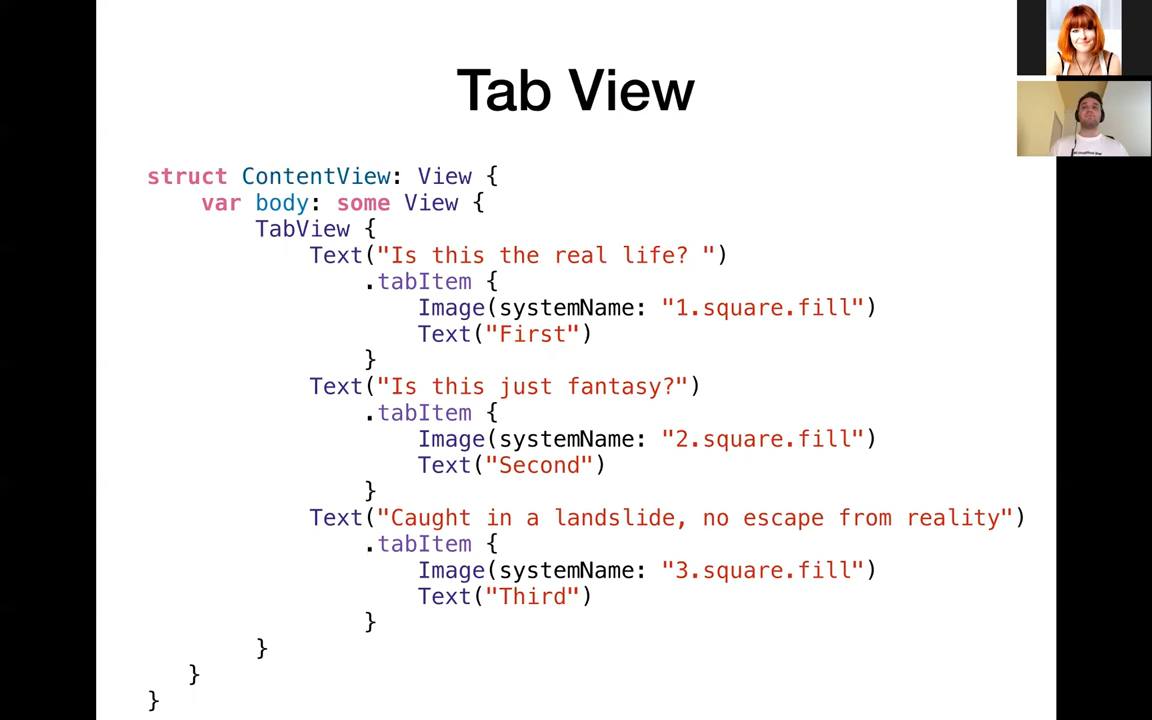 Tab View
struct ContentView: View {
var body: some View {
TabView {
Text("Is this the real life? ")
.tabItem {
Image(systemName: "1.square.fill")
Text("First")
}
Text("Is this just fantasy?")
.tabItem {
Image(systemName: "2.square.fill")
Text("Second")
}
Text("Caught in a landslide, no escape from reality")
.tabItem {
Image(systemName: "3.square.fill")
Text("Third")
}
}
}
}